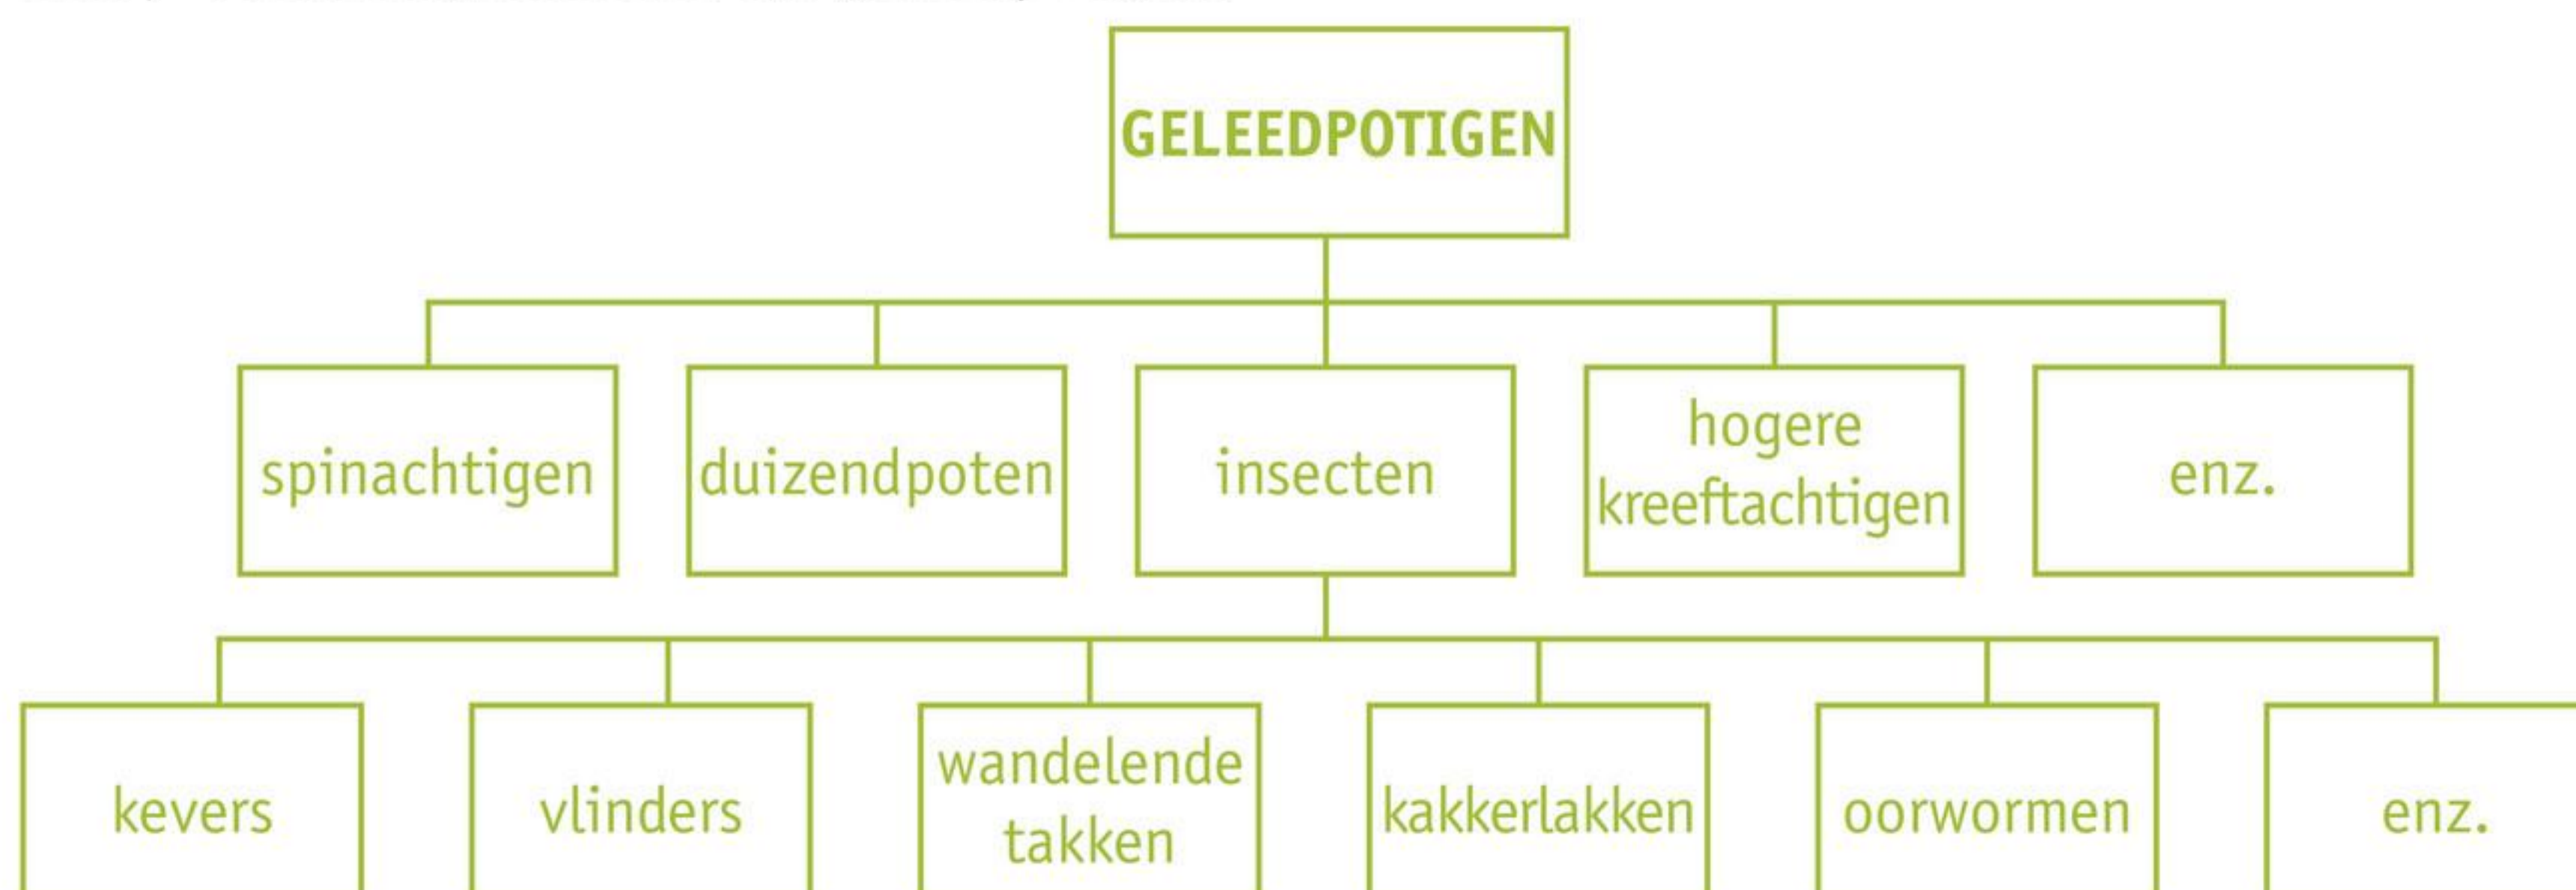 GELEEDPOTIGEN
spinachtigen
duizendpoten
insecten
hogere
kreeftachtigen
enz.
kevers
vlinders
wandelende
takken
kakkerlakken
oorwormen
enz.